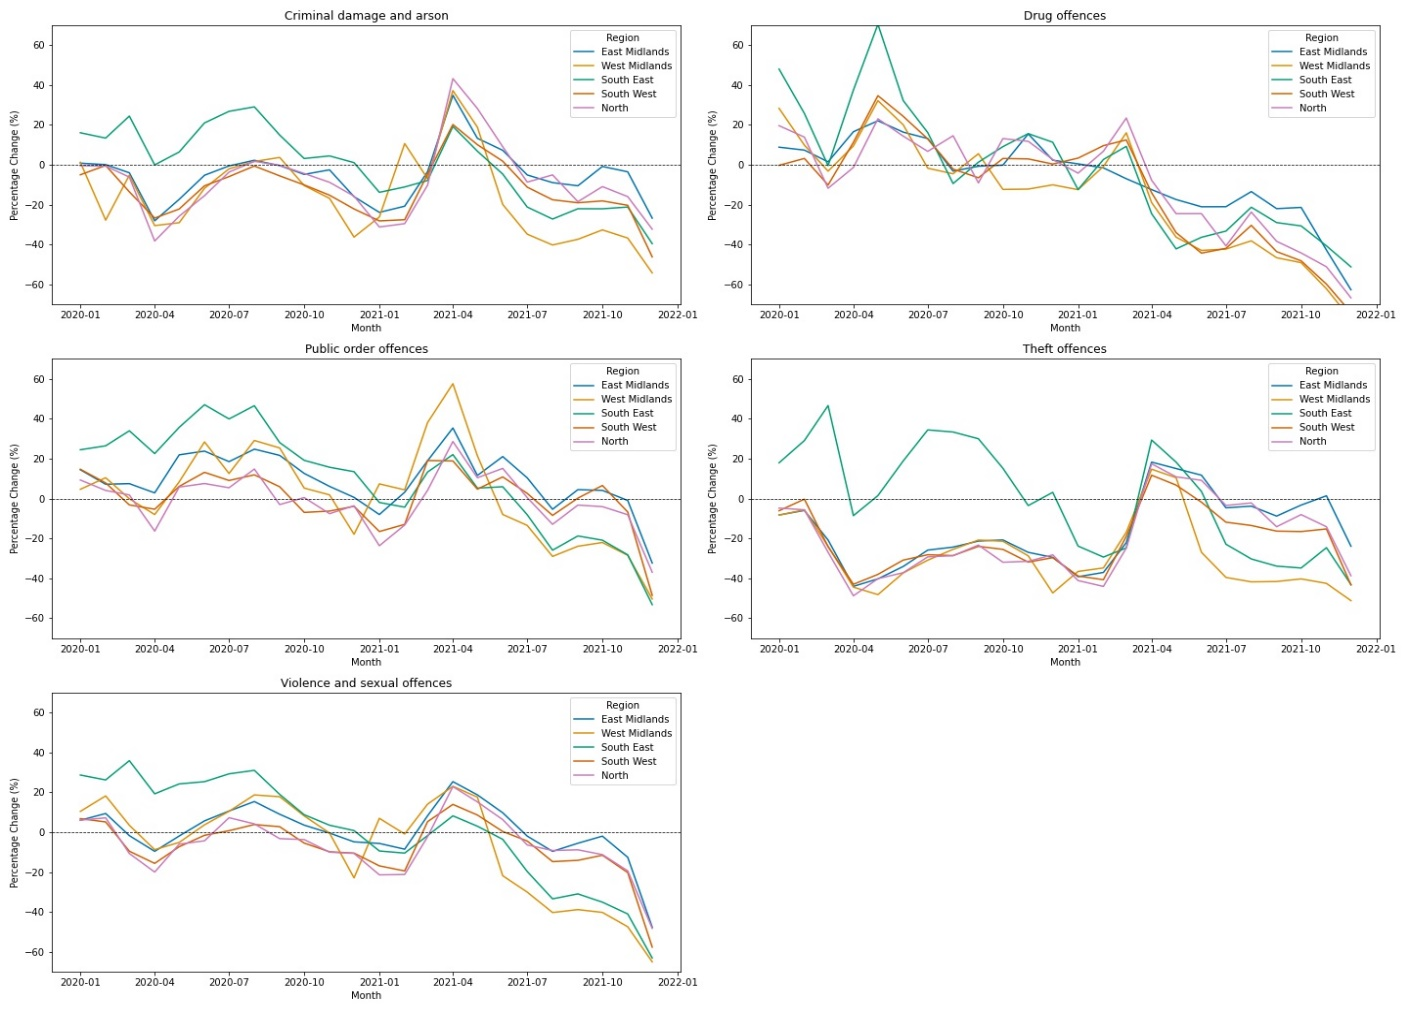 Criminal damage and arson
Percentage Change (%)
60
40
20
0
−20
−40
−60
Region
East Midlands
West Midlands
South East
South West
North
2020-01 2020-04 2020-07 2020-10 2021-01 2021-04 2021-07 2021-10 2022-01
Month
Drug offences
Percentage Change (%)
60
40
20
0
−20
−40
−60
Region
East Midlands
West Midlands
South East
South West
North
2020-01 2020-04 2020-07 2020-10 2021-01 2021-04 2021-07 2021-10 2022-01
Month
Public order offences
Percentage Change (%)
60
40
20
0
−20
−40
−60
Region
East Midlands
West Midlands
South East
South West
North
2020-01 2020-04 2020-07 2020-10 2021-01 2021-04 2021-07 2021-10 2022-01
Month
Theft offences
Percentage Change (%)
60
40
20
0
−20
−40
−60
Region
East Midlands
West Midlands
South East
South West
North
2020-01 2020-04 2020-07 2020-10 2021-01 2021-04 2021-07 2021-10 2022-01
Month
Violence and sexual offences
Percentage Change (%)
60
40
20
0
−20
−40
−60
Region
East Midlands
West Midlands
South East
South West
North
2020-01 2020-04 2020-07 2020-10 2021-01 2021-04 2021-07 2021-10 2022-01
Month